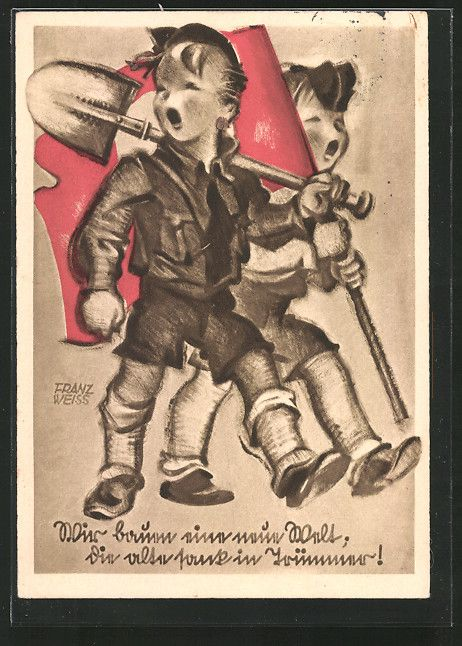 FRANZ
WEISS
Wir bauen eine neue Welt,
die alte sank in Trümmer!